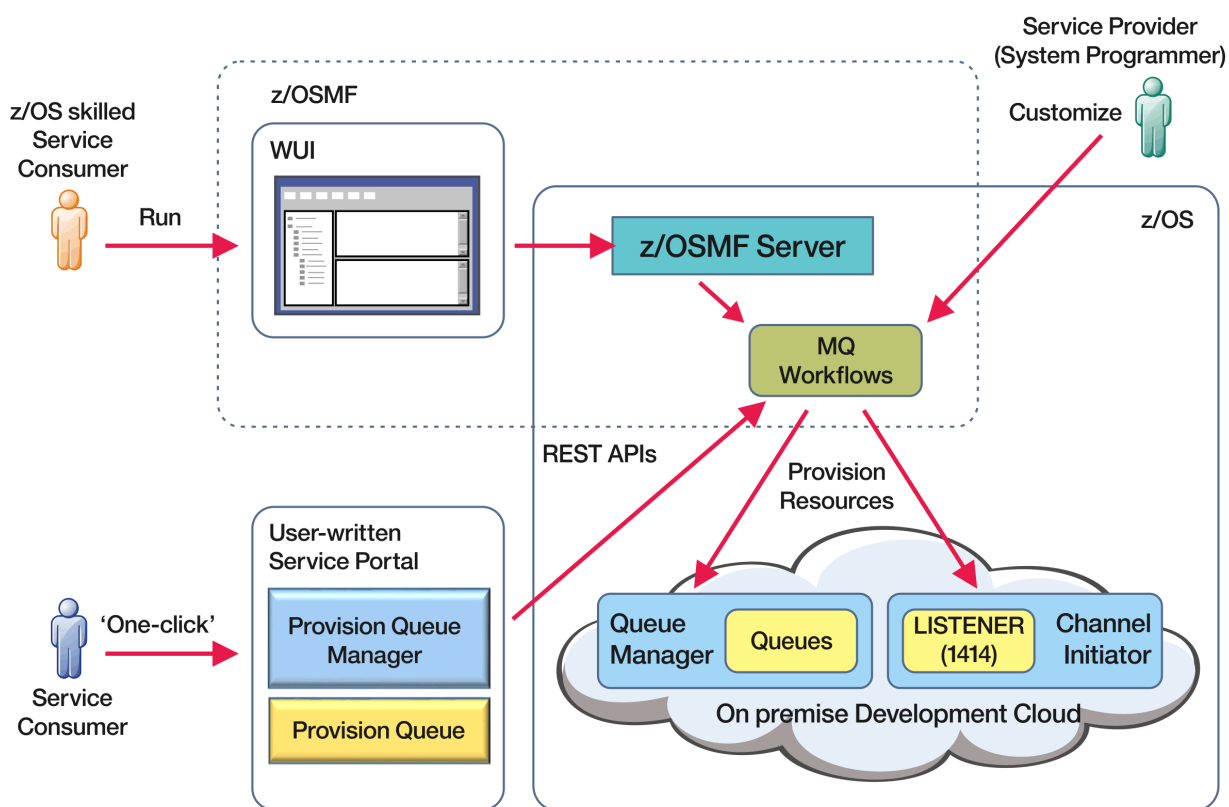 Service Provider
(System Programmer)
Customize
z/OSMF
z/OS skilled
Service
Consumer
Run
WUI
z/OS
z/OSMF Server
MQ
Workflows
REST APIs
Provision
Resources
User-written
Service Portal
Provision Queue
Manager
Provision Queue
‘One-click’
Service
Consumer
Queue
Manager
Queues
LISTENER
(1414)
Channel
Initiator
On premise Development Cloud